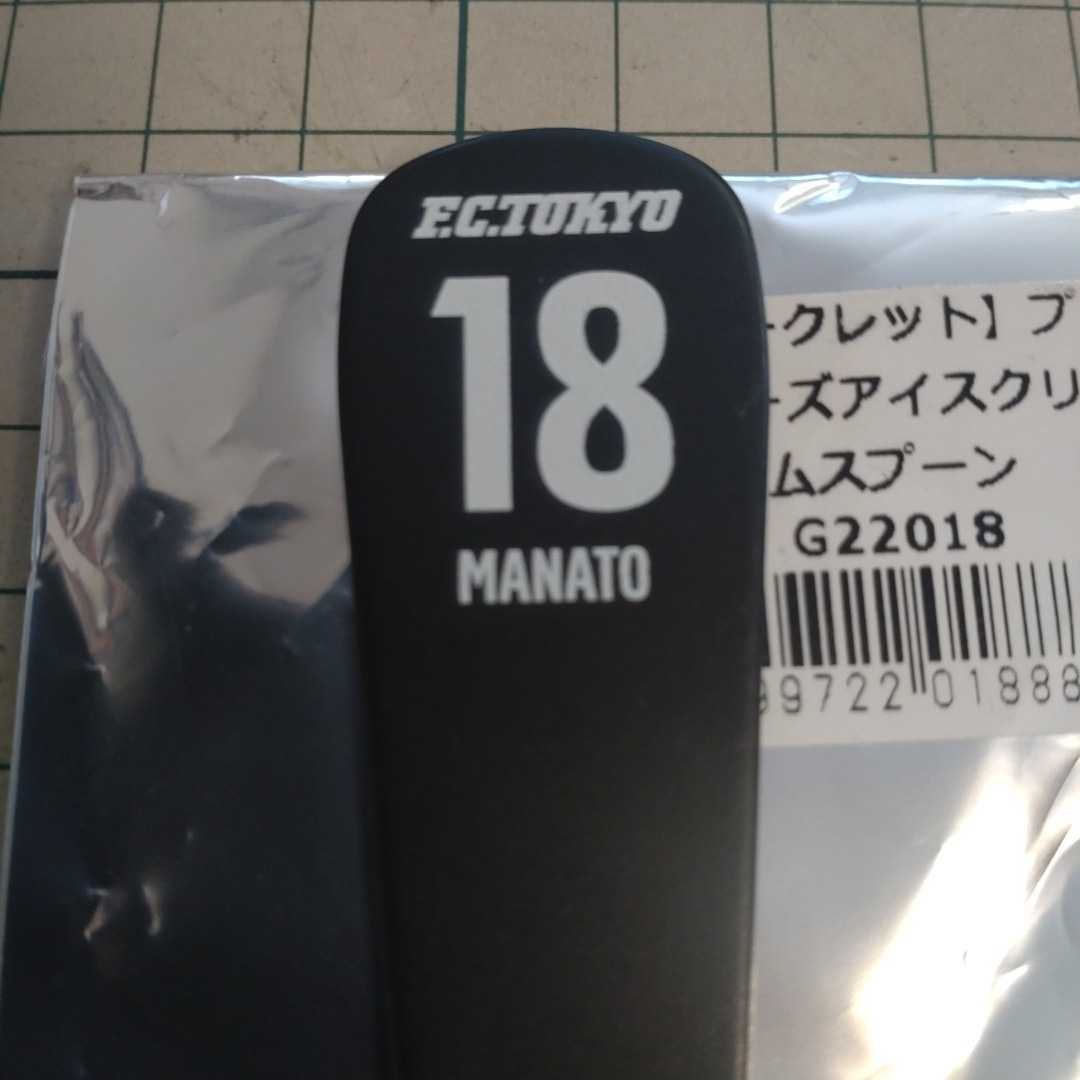 F.C.TOKYO
18
MANATO
クレット】プ
ーズアイスクリ
ムスプーン
G22018
9722 01888